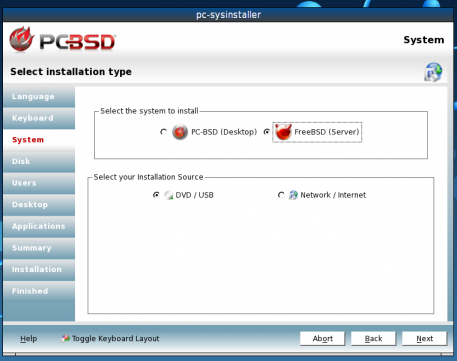 pc-sysinstaller
PCBSD
System
Select installation type
Language
Keyboard
System
Disk
Users
Desktop
Applications
Summary
Installation
Finished
Select the system to install
PC-BSD (Desktop) FreeBSD (Server)
Select your Installation Source
DVD / USB Network / Internet
Help Toggle Keyboard Layout Abort Back Next